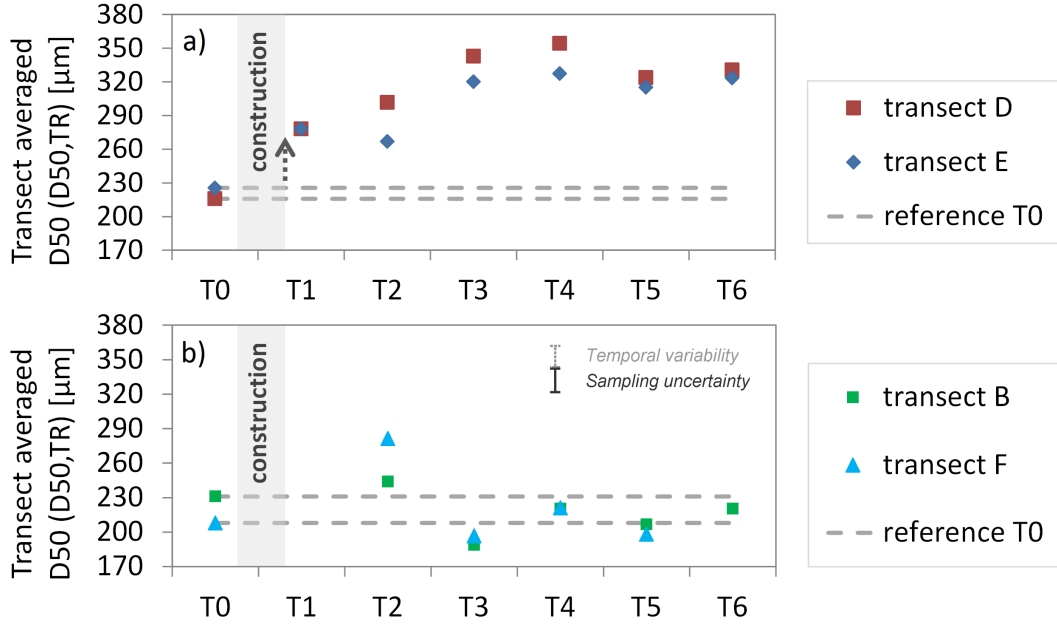 Transect averaged
D50 (D50,TR) [µm]
380
350
320
290
260
230
200
170
a)
construction
T0 T1 T2 T3 T4 T5 T6
transect D
transect E
reference T0
Transect averaged
D50 (D50,TR) [µm]
380
350
320
290
260
230
200
170
b)
construction
Temporal variability
Sampling uncertainty
T0 T1 T2 T3 T4 T5 T6
transect B
transect F
reference T0